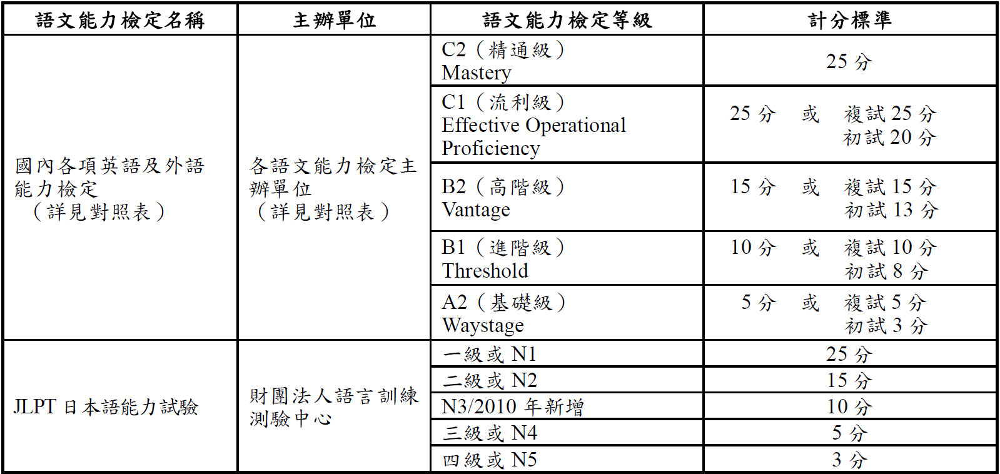 語文能力檢定名稱 主辦單位 語文能力檢定等級 計分標準
國內各項英語及外語
能力檢定
（詳見對照表）
各語文能力檢定主
辦單位
（詳見對照表）
C2（精通級）
Mastery
25 分
C1（流利級）
Effective Operational
Proficiency
25 分 或 複試 25 分
初試 20 分
B2（高階級）
Vantage
15 分 或 複試 15 分
初試 13 分
B1（進階級）
Threshold
10 分 或 複試 10 分
初試 8 分
A2（基礎級）
Waystage
5 分 或 複試 5 分
初試 3 分
JLPT 日本語能力試驗
財團法人語言訓練
測驗中心
一級或 N1 25 分
二級或 N2 15 分
N3/2010 年新增 10 分
三級或 N4 5 分
四級或 N5 3 分